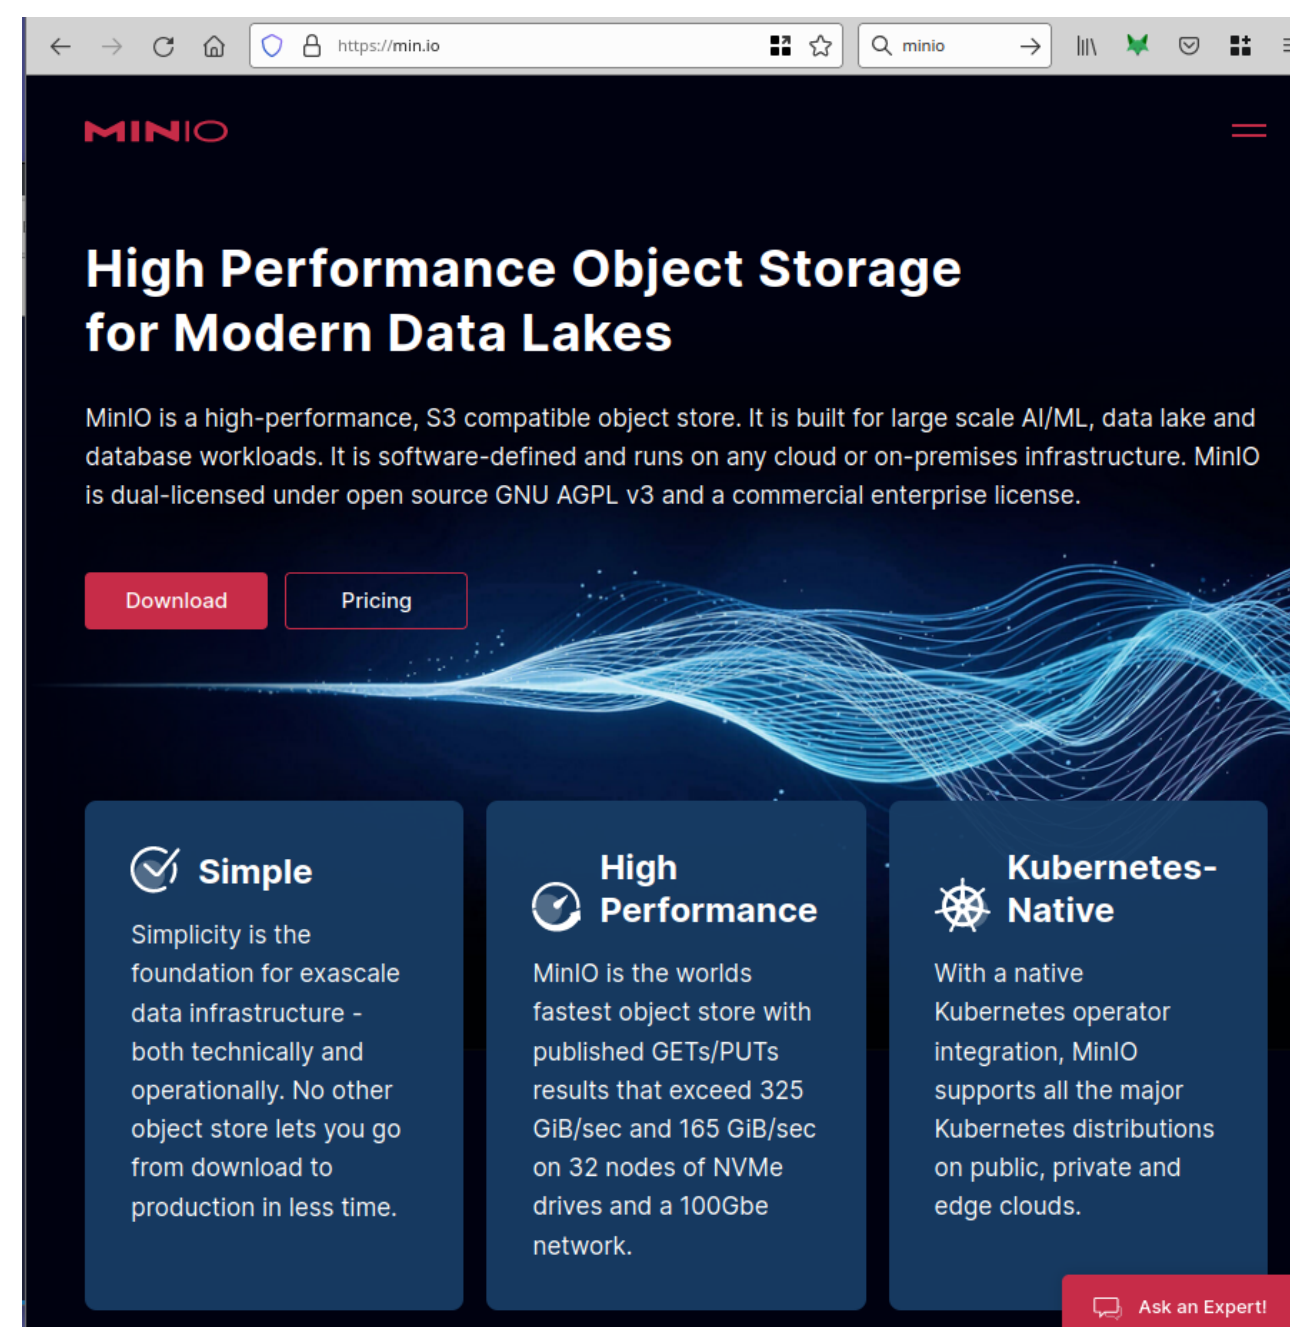 https://min.io
minio
MINIO
High Performance Object Storage
for Modern Data Lakes
MinIO is a high-performance, S3 compatible object store. It is built for large scale AI/ML, data lake and
database workloads. It is software-defined and runs on any cloud or on-premises infrastructure. MinIO
is dual-licensed under open source GNU AGPL v3 and a commercial enterprise license.
Download
Pricing
Simple
Simplicity is the
foundation for exascale
data infrastructure -
both technically and
operationally. No other
object store lets you go
from download to
production in less time.
High
Performance
MinIO is the worlds
fastest object store with
published GETs/PUTs
results that exceed 325
GiB/sec and 165 GiB/sec
on 32 nodes of NVMe
drives and a 100Gbe
network.
Kubernetes-
Native
With a native
Kubernetes operator
integration, MinIO
supports all the major
Kubernetes distributions
on public, private and
edge clouds.
Ask an Expert!